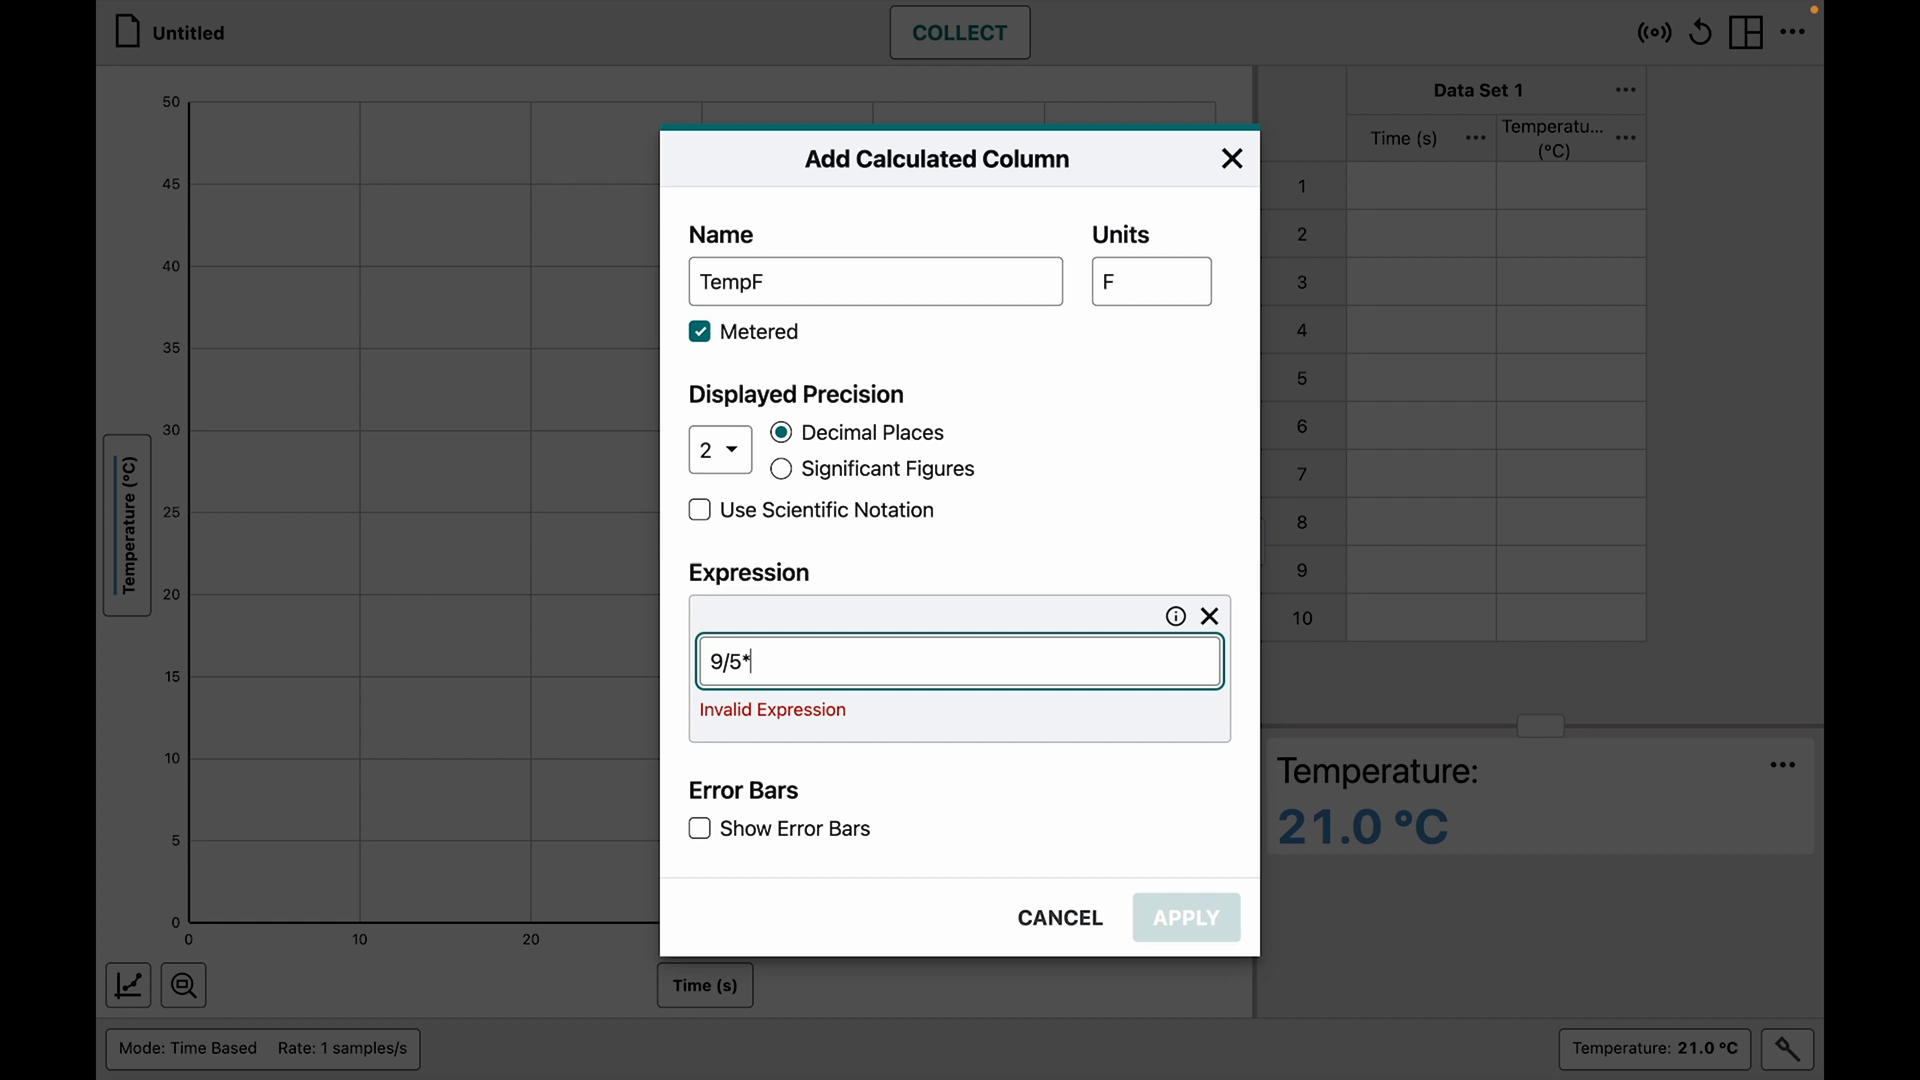 Untitled
COLLECT
Data Set 1
Time (s)
Temperatu...
(°C)
1
2
3
4
5
6
7
8
9
10
50
45
40
35
30
25
20
15
10
5
0
Temperature (°C)
0
10
20
Time (s)
Add Calculated Column
Name
Units
TempF
F
Metered
Displayed Precision
2
Decimal Places
Significant Figures
Use Scientific Notation
Expression
9/5*
Invalid Expression
Error Bars
Show Error Bars
CANCEL
APPLY
Temperature:
21.0 °C
Mode: Time Based Rate: 1 samples/s
Temperature: 21.0 °C